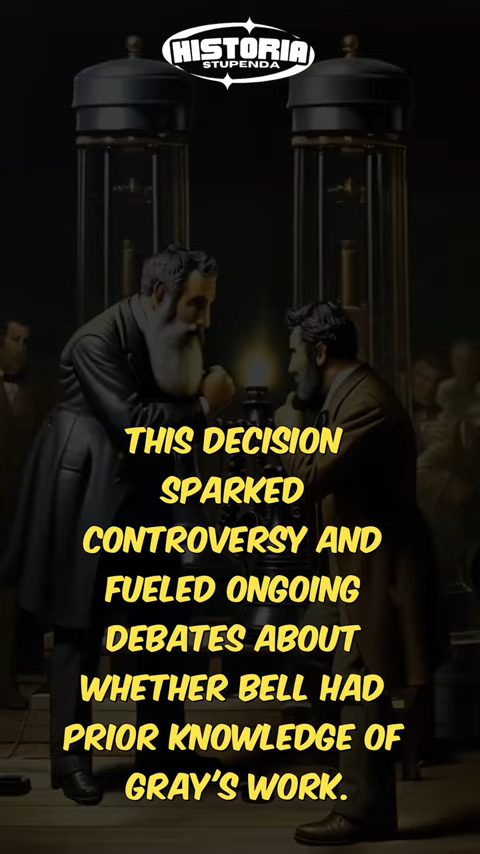 HISTORIA
STUPENDA
THIS DECISION
SPARKED
CONTROVERSY AND
FUELED ONGOING
DEBATES ABOUT
WHETHER BELL HAD
PRIOR KNOWLEDGE OF
GRAY'S WORK.